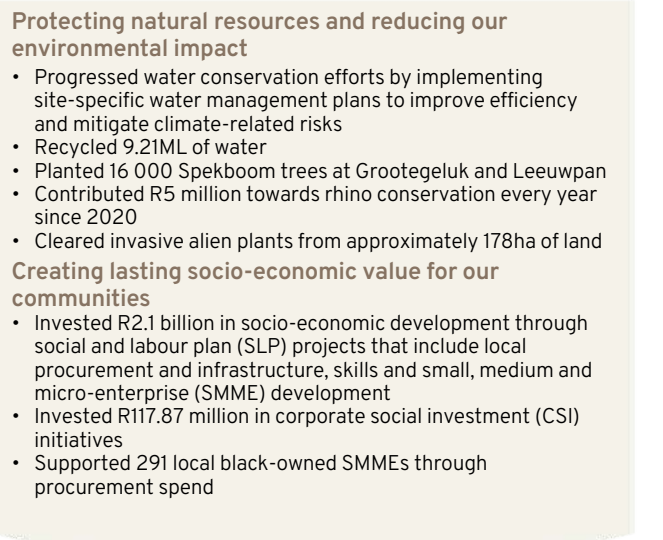 Protecting natural resources and reducing our
environmental impact
• Progressed water conservation efforts by implementing
site-specific water management plans to improve efficiency
and mitigate climate-related risks
• Recycled 9.21ML of water
• Planted 16 000 Spekboom trees at Grootegeluk and Leeuwpan
• Contributed R5 million towards rhino conservation every year
since 2020
• Cleared invasive alien plants from approximately 178ha of land
Creating lasting socio-economic value for our
communities
• Invested R2.1 billion in socio-economic development through
social and labour plan (SLP) projects that include local
procurement and infrastructure, skills and small, medium and
micro-enterprise (SMME) development
• Invested R117.87 million in corporate social investment (CSI)
initiatives
• Supported 291 local black-owned SMMEs through
procurement spend